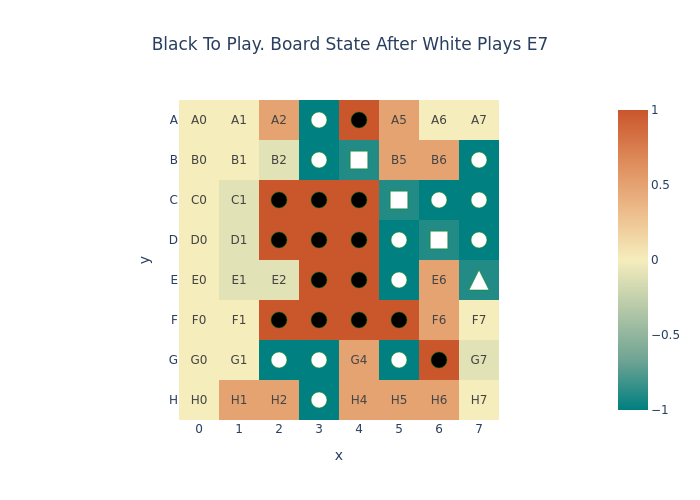 Black To Play. Board State After White Plays E7
A A0 A1 A2 A5 A6 A7
B B0 B1 B2 B5 B6
C C0 C1
D D0 D1
E E0 E1 E2 E6
F F0 F1 F6 F7
G G0 G1 G4 G7
H H0 H1 H2 H4 H5 H6 H7
0 1 2 3 4 5 6 7
x
y
1
0.5
0
−0.5
−1